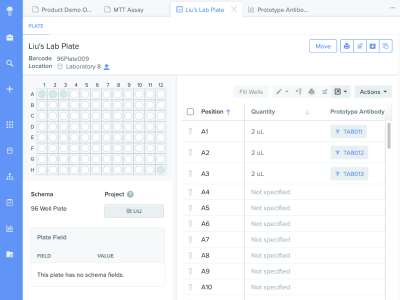 Product Demo O... MTT Assay Liu's Lab Plate Prototype Antibo...
PLATE
Liu's Lab Plate
Move
Barcode 96Plate009
Location Laboratory 8
1 2 3 4 5 6 7 8 9 10 11 12
A
B
C
D
E
F
G
H
Schema Project
96 Well Plate LIU
Plate Field
FIELD VALUE
This plate has no schema fields.
Fill Wells Actions
Position Quantity Prototype Antibody
A1 2 uL TAB011
A2 2 uL TAB012
A3 2 uL TAB013
A4 Not specified
A5 Not specified
A6 Not specified
A7 Not specified
A8 Not specified
A9 Not specified
A10 Not specified